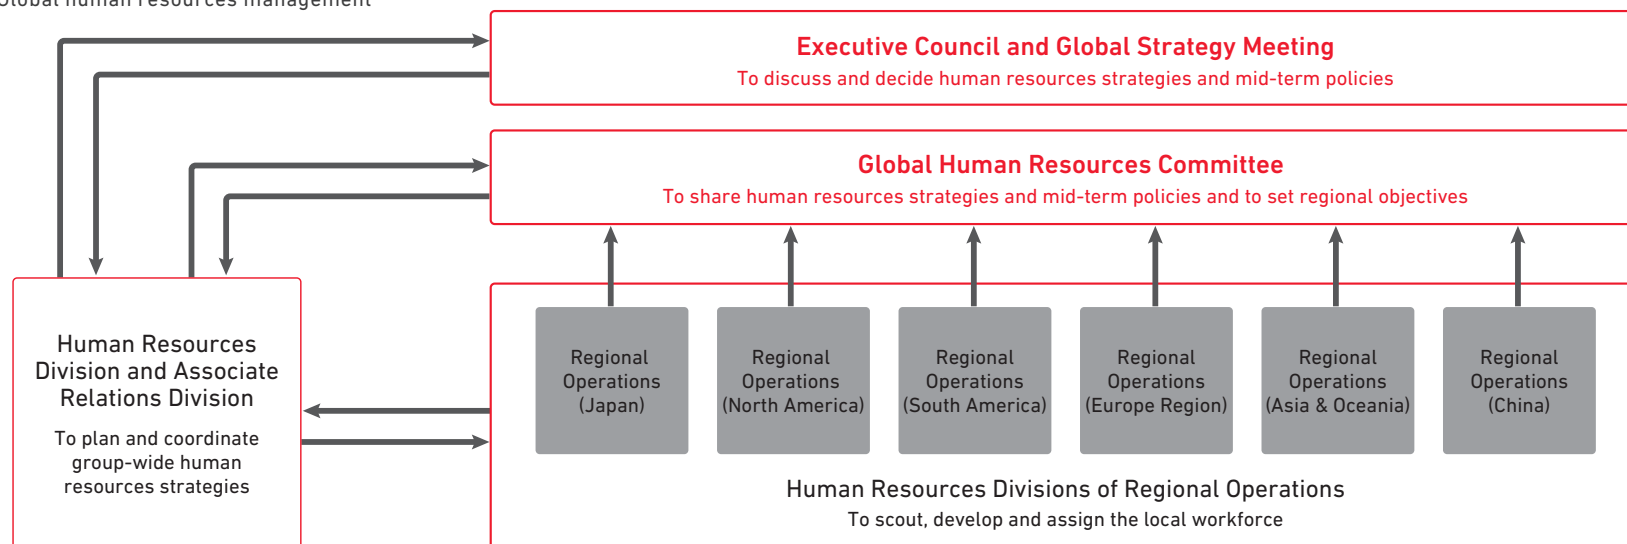 Global human resources management
Executive Council and Global Strategy Meeting
To discuss and decide human resources strategies and mid-term policies
Global Human Resources Committee
To share human resources strategies and mid-term policies and to set regional objectives
Human Resources
Division and Associate
Relations Division
To plan and coordinate
group-wide human
resources strategies
Regional
Operations
(Japan)
Regional
Operations
(North America)
Regional
Operations
(South America)
Regional
Operations
(Europe Region)
Regional
Operations
(Asia & Oceania)
Regional
Operations
(China)
Human Resources Divisions of Regional Operations
To scout, develop and assign the local workforce